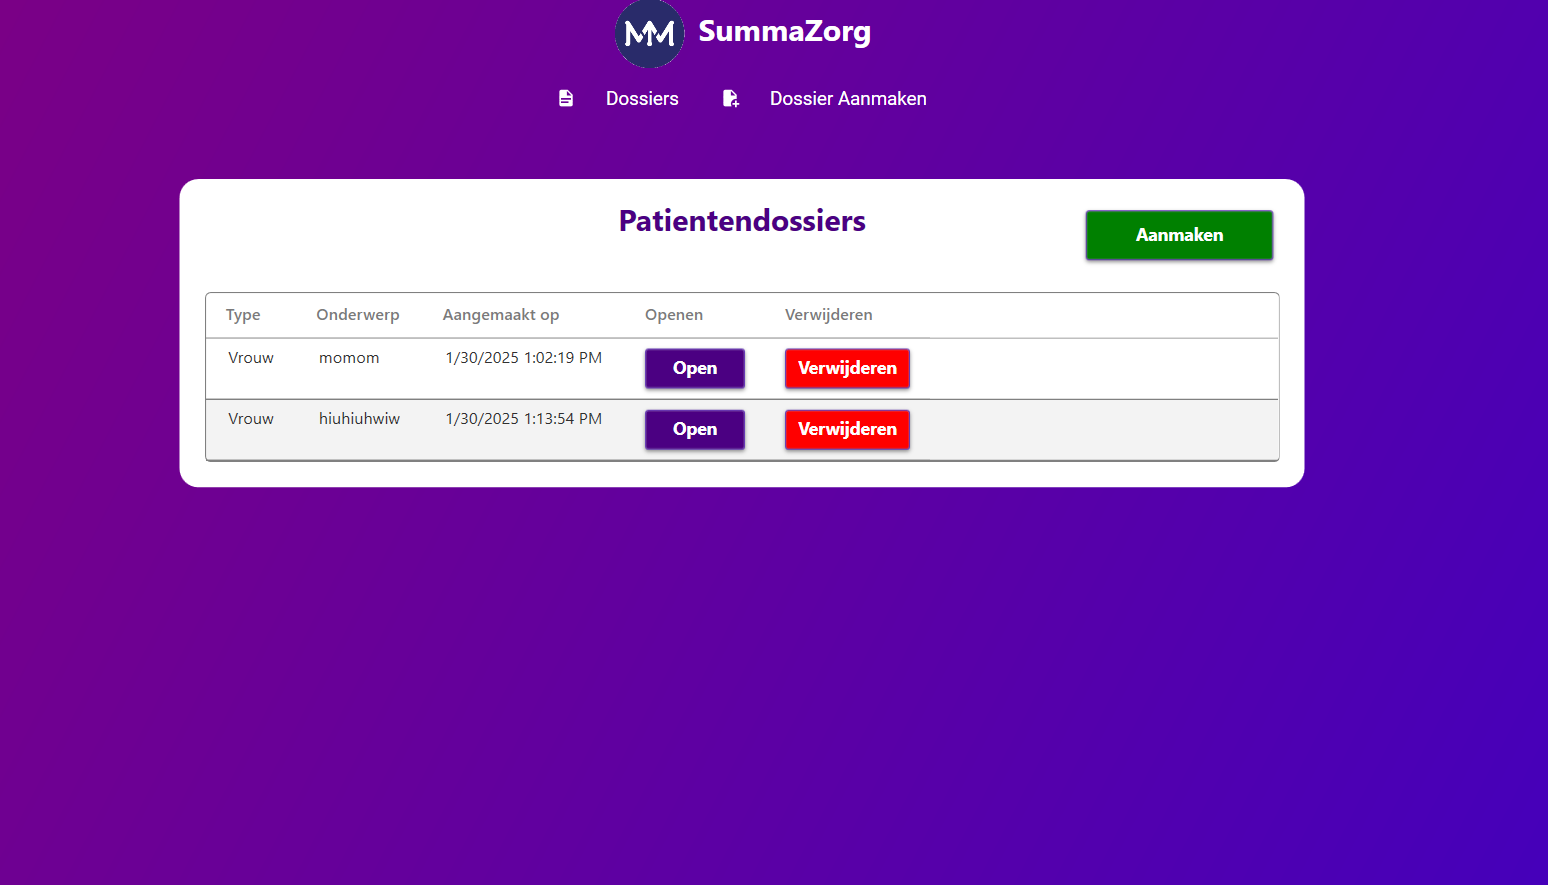 MM SummaZorg
Dossiers Dossier Aanmaken
Patientendossiers
Aanmaken
Type Onderwerp Aangemaakt op Openen Verwijderen
Vrouw momom 1/30/2025 1:02:19 PM Open Verwijderen
Vrouw hiuhiuhwiw 1/30/2025 1:13:54 PM Open Verwijderen